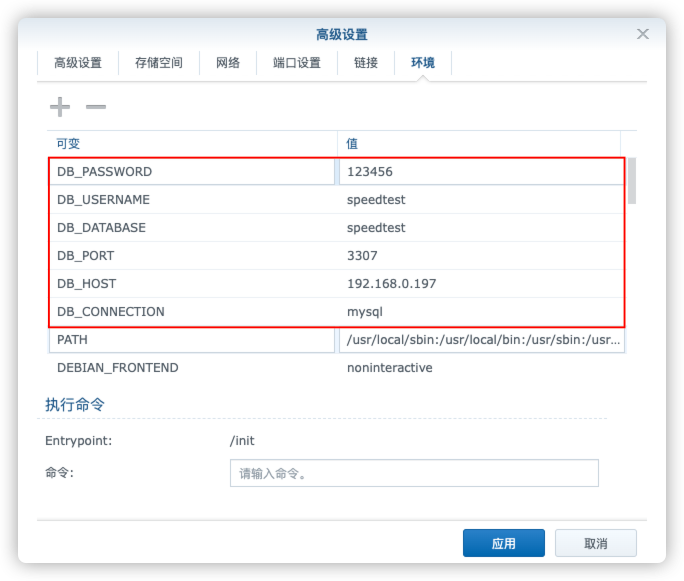 高级设置
高级设置 存储空间 网络 端口设置 链接 环境
可变 值
DB_PASSWORD 123456
DB_USERNAME speedtest
DB_DATABASE speedtest
DB_PORT 3307
DB_HOST 192.168.0.197
DB_CONNECTION mysql
PATH /usr/local/sbin:/usr/local/bin:/usr/sbin:/usr...
DEBIAN_FRONTEND noninteractive
执行命令
Entrypoint: /init
命令: 请输入命令。
应用 取消